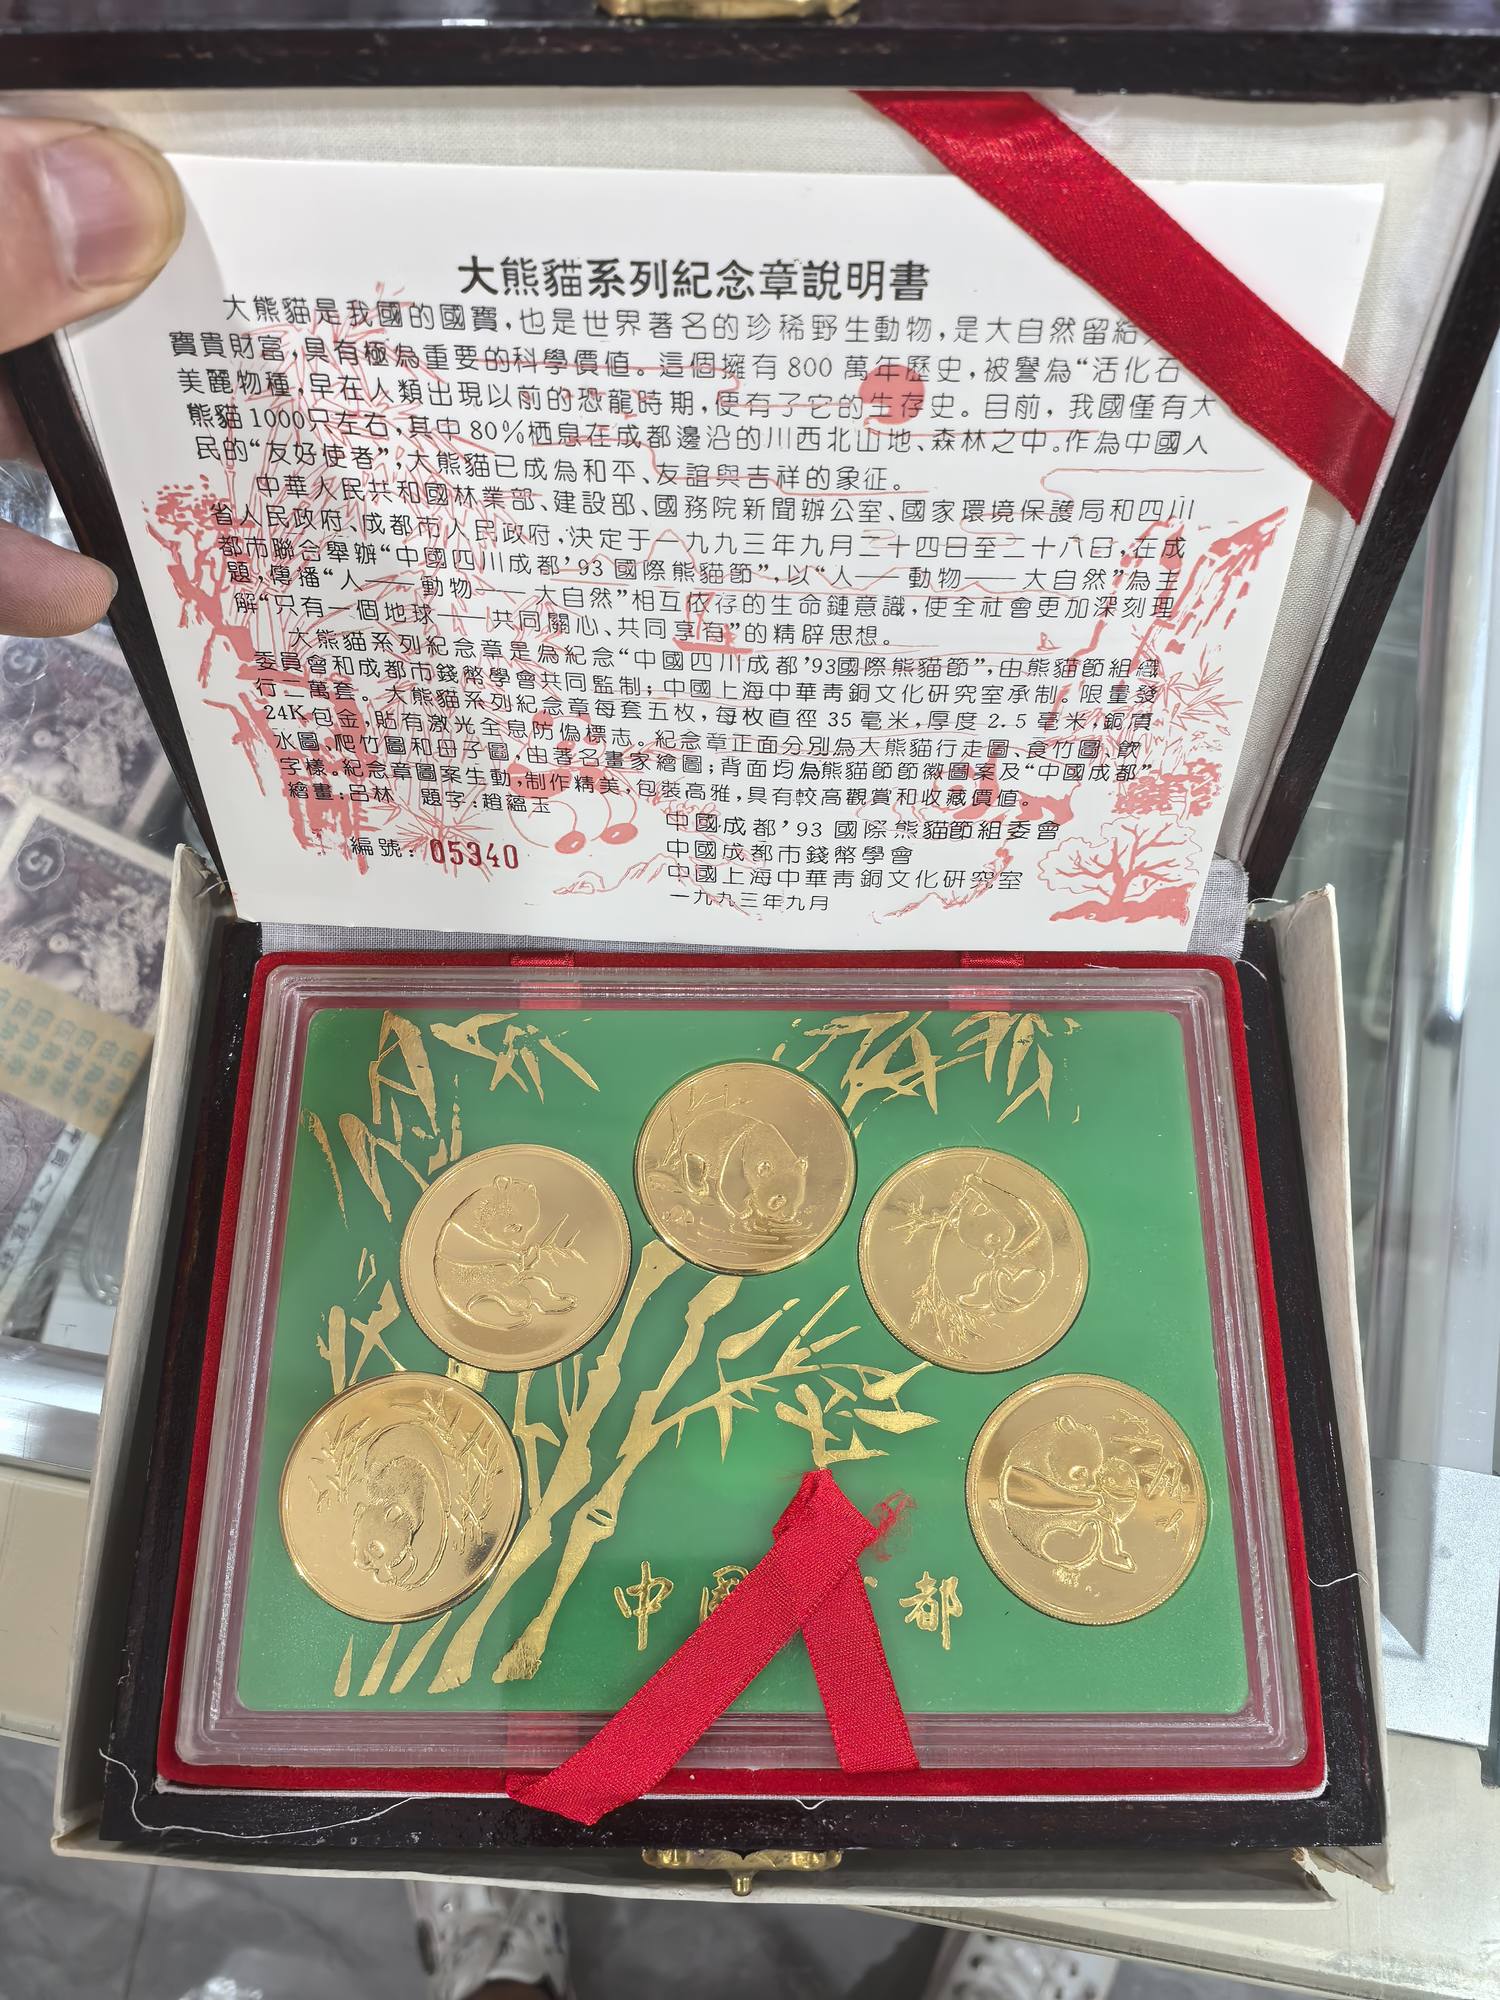 大熊貓系列紀念章說明書
大熊貓是我國的國寶,也是世界著名的珍稀野生動物,是大自然留給
寶貴財富,具有極為重要的科學價值。這個擁有800萬年歷史,被譽為“活化石
美麗物種,早在人類出現以前的恐龍時期,便有了它的生存史。目前,我國僅有大
熊貓1000只左右,其中80%栖息在成都邊沿的川西北山地、森林之中。作為中國人
民的“友好使者”,大熊貓已成為和平、友誼與吉祥的象征。
中華人民共和國林業部、建設部、國務院新聞辦公室、國家環境保護局和四川
省人民政府、成都市人民政府,決定于一九九三年九月二十四日至二十八日,在成
都市聯合舉辦“中國四川成都’93國際熊貓節”,以“人——動物——大自然”為主
題,傳播“人——動物——大自然”相互依存的生命鏈意識,使全社會更加深刻理
解“只有一個地球——共同關心、共同享有”的精辟思想。
大熊貓系列紀念章是為紀念“中國四川成都’93國際熊貓節”,由熊貓節組織
委員會和成都市錢幣學會共同監制;中國上海中華青銅文化研究室承制。限量發
行二萬套。大熊貓系列紀念章每套五枚,每枚直徑35毫米,厚度2.5毫米,銅質
24K包金,貼有激光全息防偽標志。紀念章正面分別為大熊貓行走圖、食竹圖、飲
水圖、爬竹圖和母子圖,由著名畫家繪圖;背面均為熊貓節節徽圖案及“中國成都”
字樣。紀念章圖案生動,制作精美,包裝高雅,具有較高觀賞和收藏價值。
繪畫:呂林 題字:趙蘊玉
編號:05340
中國成都’93國際熊貓節組委會
中國成都市錢幣學會
中國上海中華青銅文化研究室
一九九三年九月
中國 都
5
5